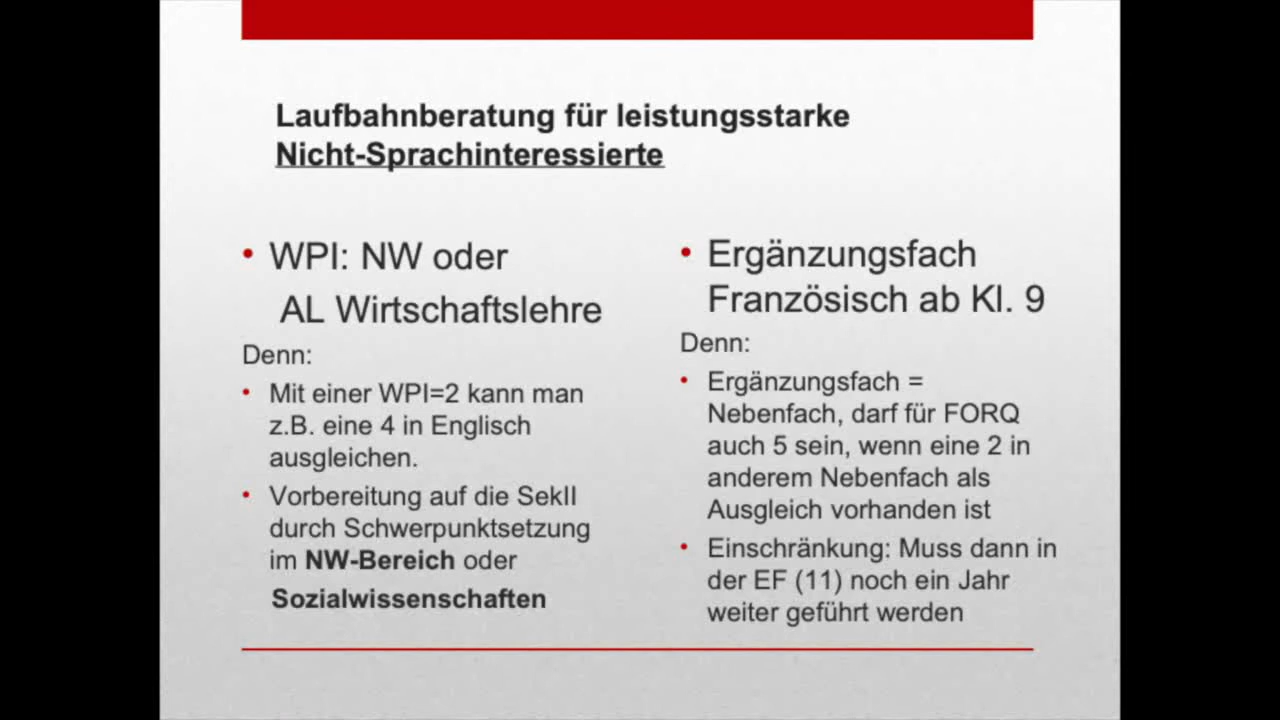 Laufbahnberatung für leistungsstarke
Nicht-Sprachinteressierte
• WPI: NW oder
AL Wirtschaftslehre
Denn:
• Mit einer WPI=2 kann man
z.B. eine 4 in Englisch
ausgleichen.
• Vorbereitung auf die SekII
durch Schwerpunktsetzung
im NW-Bereich oder
Sozialwissenschaften
• Ergänzungsfach
Französisch ab Kl. 9
Denn:
• Ergänzungsfach =
Nebenfach, darf für FORQ
auch 5 sein, wenn eine 2 in
anderem Nebenfach als
Ausgleich vorhanden ist
• Einschränkung: Muss dann in
der EF (11) noch ein Jahr
weiter geführt werden